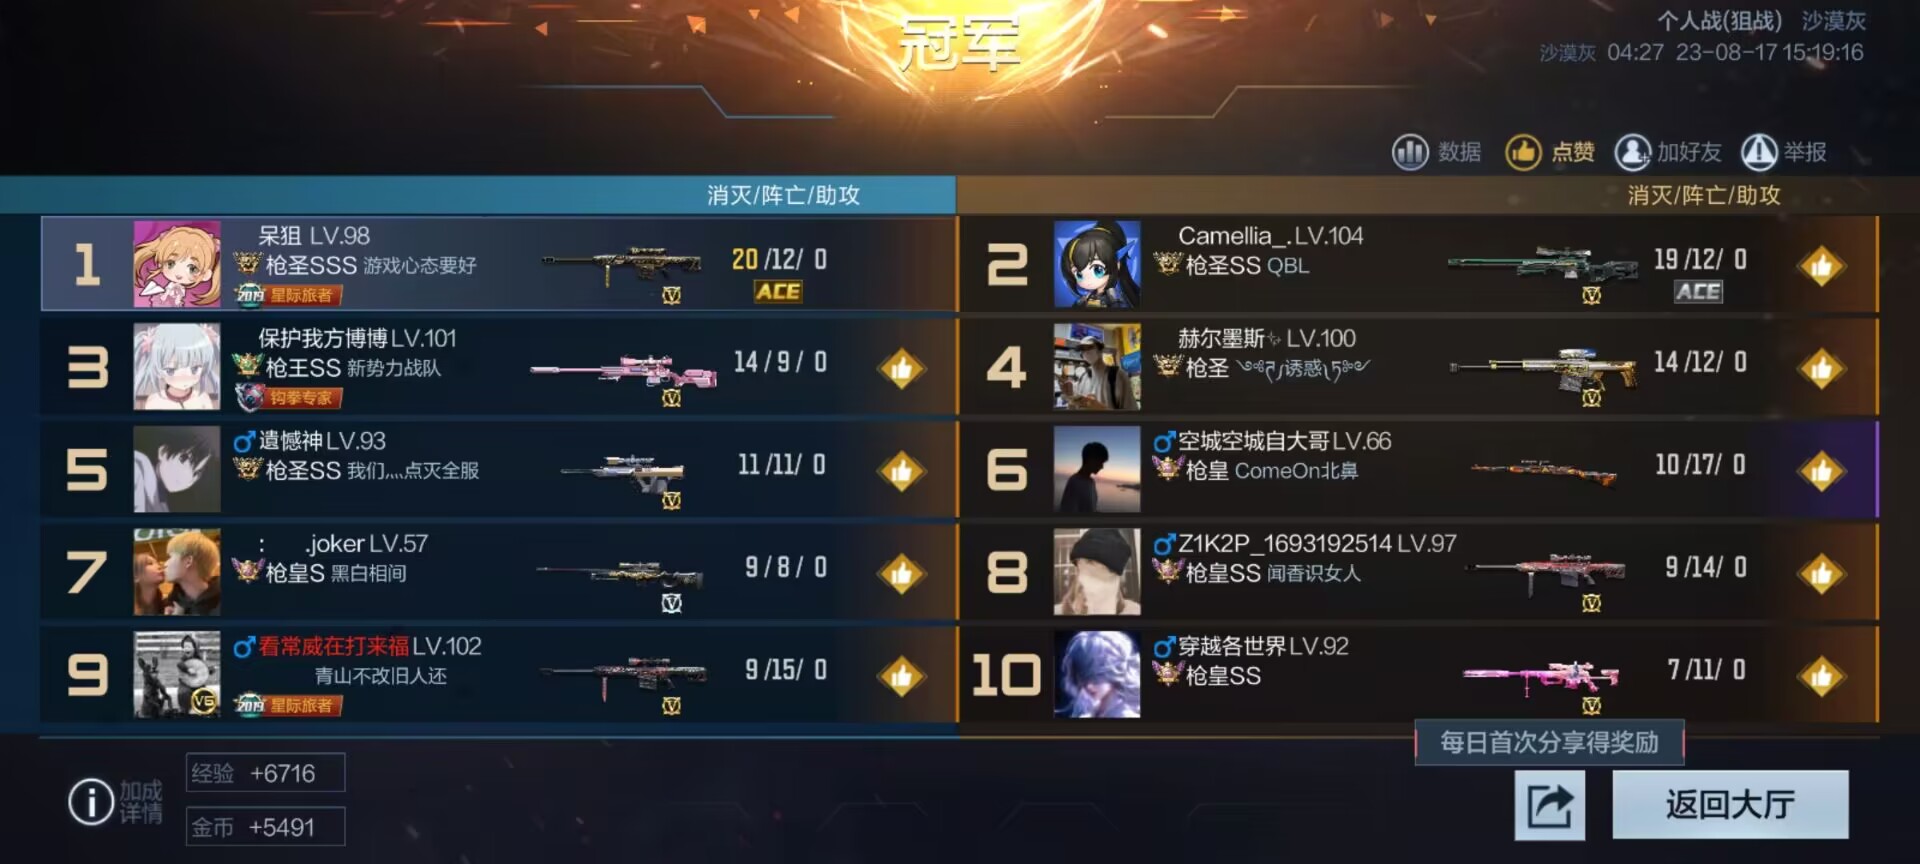 冠军
个人战(狙战) 沙漠灰
沙漠灰 04:27 23-08-17 15:19:16
数据 点赞 加好友 举报
消灭/阵亡/助攻
消灭/阵亡/助攻
1
呆狙 LV.98
枪圣SSS 游戏心态要好
2019 星际旅者
20 /12/ 0
ACE
2
Camellia_. LV.104
枪圣SS QBL
19 /12/ 0
ACE
3
保护我方博博 LV.101
枪王SS 新势力战队
钩拳专家
14 / 9 / 0
4
赫尔墨斯✧ LV.100
枪圣 诱惑
14 /12/ 0
5
遺憾神 LV.93
枪圣SS 我们灬点灭全服
11 /11/ 0
6
空城空城自大哥 LV.66
枪皇 ComeOn北鼻
10 /17/ 0
7
: .joker LV.57
枪皇S 黑白相间
9 / 8 / 0
8
Z1K2P_1693192514 LV.97
枪皇SS 闻香识女人
9 /14/ 0
9
看常威在打来福 LV.102
青山不改旧人还
V6
2019 星际旅者
9 /15/ 0
10
穿越各世界 LV.92
枪皇SS
7 /11/ 0
每日首次分享得奖励
加成
详情
经验 +6716
金币 +5491
返回大厅